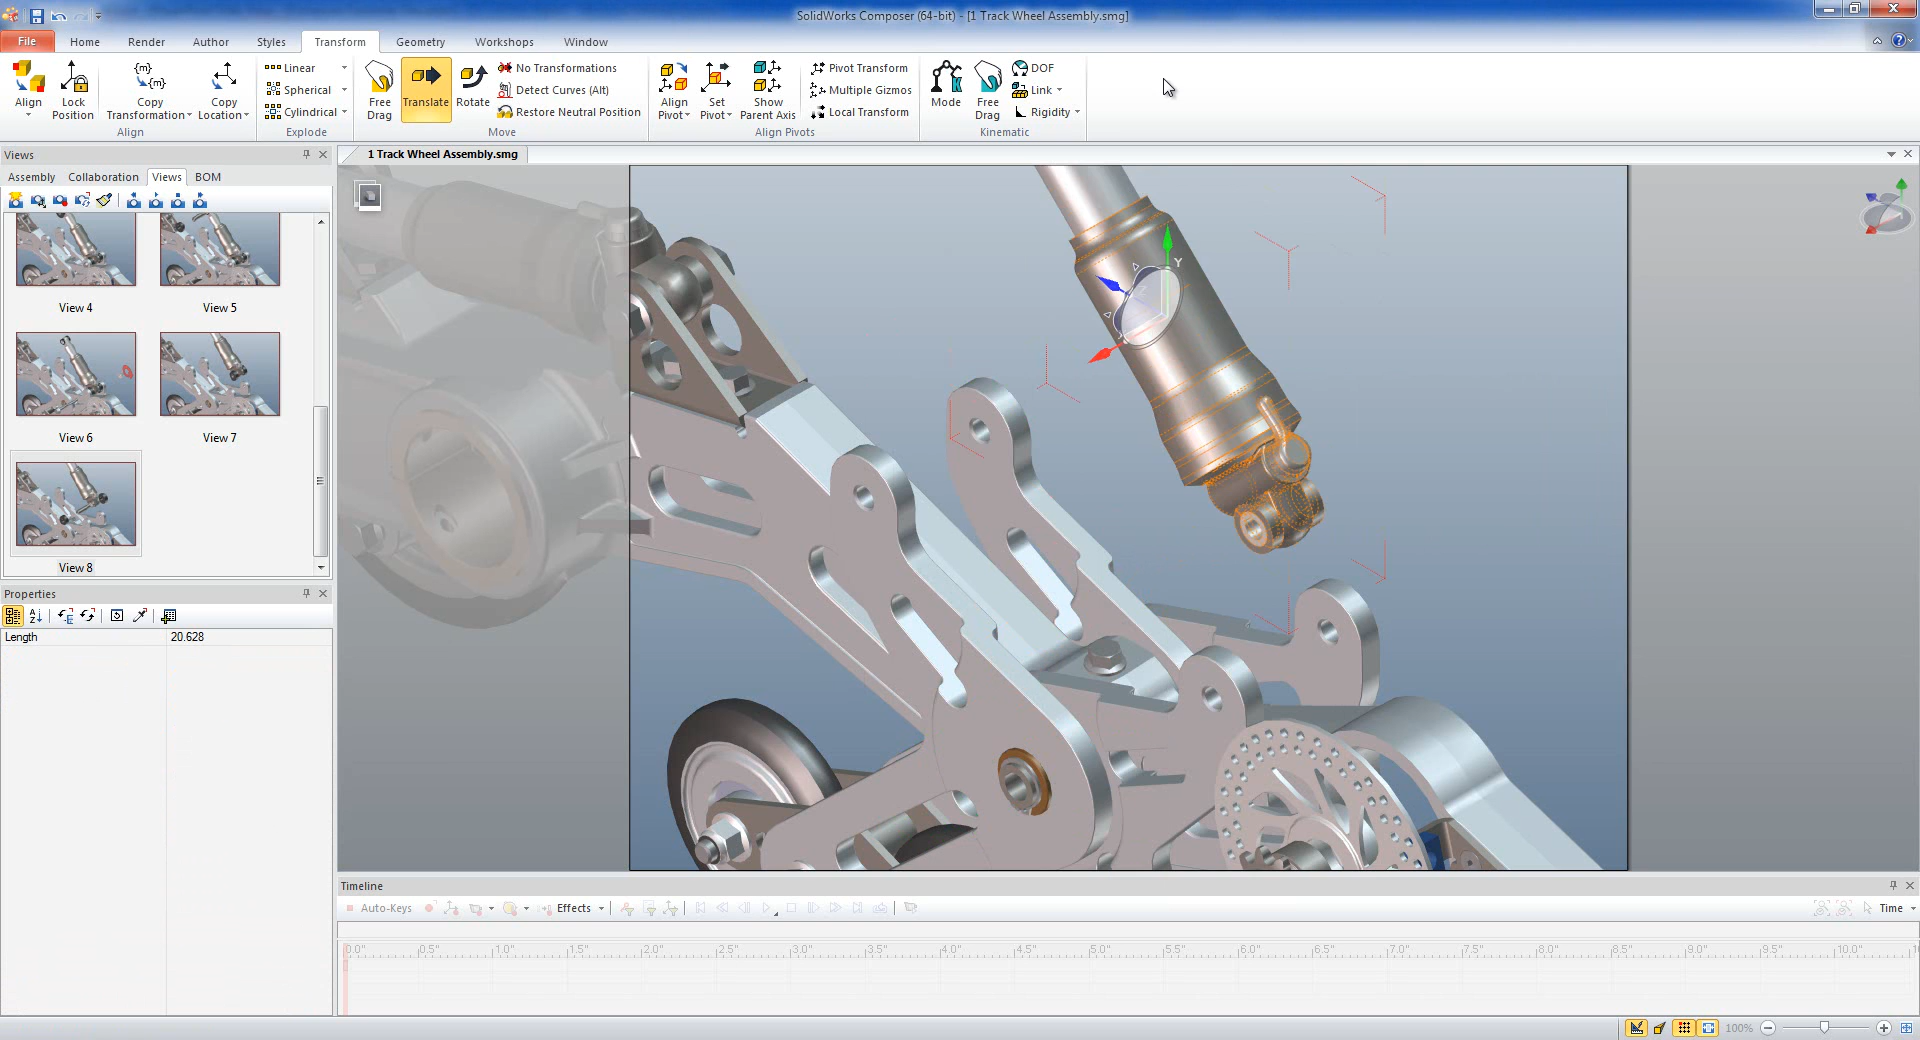 SolidWorks Composer (64-bit) - [1 Track Wheel Assembly.smg]
File Home Render Author Styles Transform Geometry Workshops Window
Align
Lock Position
{m}
{m}
Copy Transformation
Copy Location
Align
Linear
Spherical
Cylindrical
Explode
Free Drag
Translate
Rotate
No Transformations
Detect Curves (Alt)
Restore Neutral Position
Move
Align Pivot
Set Pivot
Show Parent Axis
Pivot Transform
Multiple Gizmos
Local Transform
Align Pivots
Mode
Free Drag
DOF
Link
Rigidity
Kinematic
Views
Assembly Collaboration Views BOM
View 4 View 5
View 6 View 7
View 8
Properties
Length 20.628
1 Track Wheel Assembly.smg
Y
Timeline
Auto-Keys Effects Time
0.0" 0.5" 1.0" 1.5" 2.0" 2.5" 3.0" 3.5" 4.0" 4.5" 5.0" 5.5" 6.0" 6.5" 7.0" 7.5" 8.0" 8.5" 9.0" 9.5" 10.0"
100%